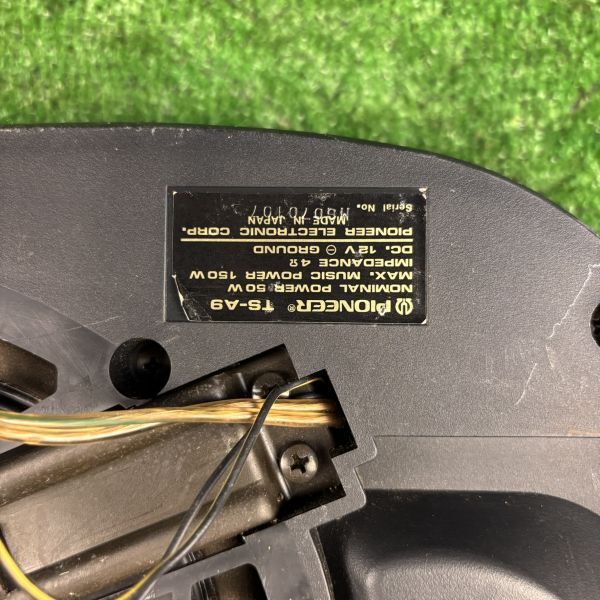 PIONEER® TS-A9
NOMINAL POWER 50W
MAX. MUSIC POWER 150W
IMPEDANCE 4Ω
DC. 12V ⊖ GROUND
PIONEER ELECTRONIC CORP.
MADE IN JAPAN
Serial No.